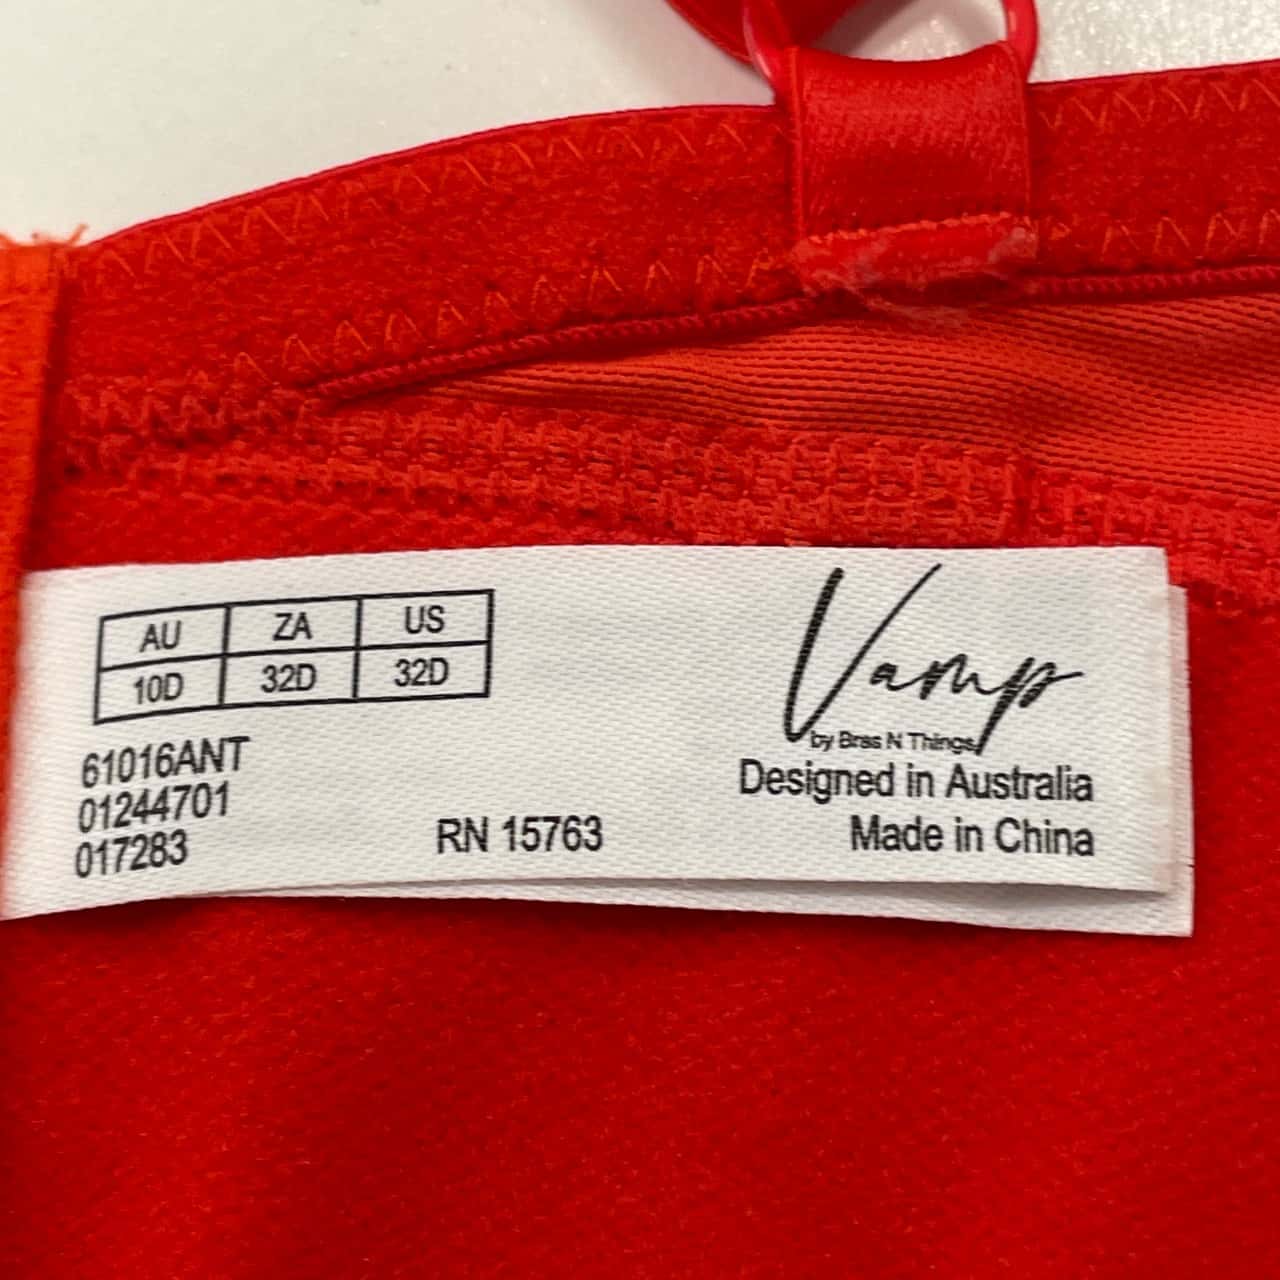 AU ZA US
10D 32D 32D
61016ANT
01244701
017283
RN 15763
Vamp
by Bras N Things
Designed in Australia
Made in China